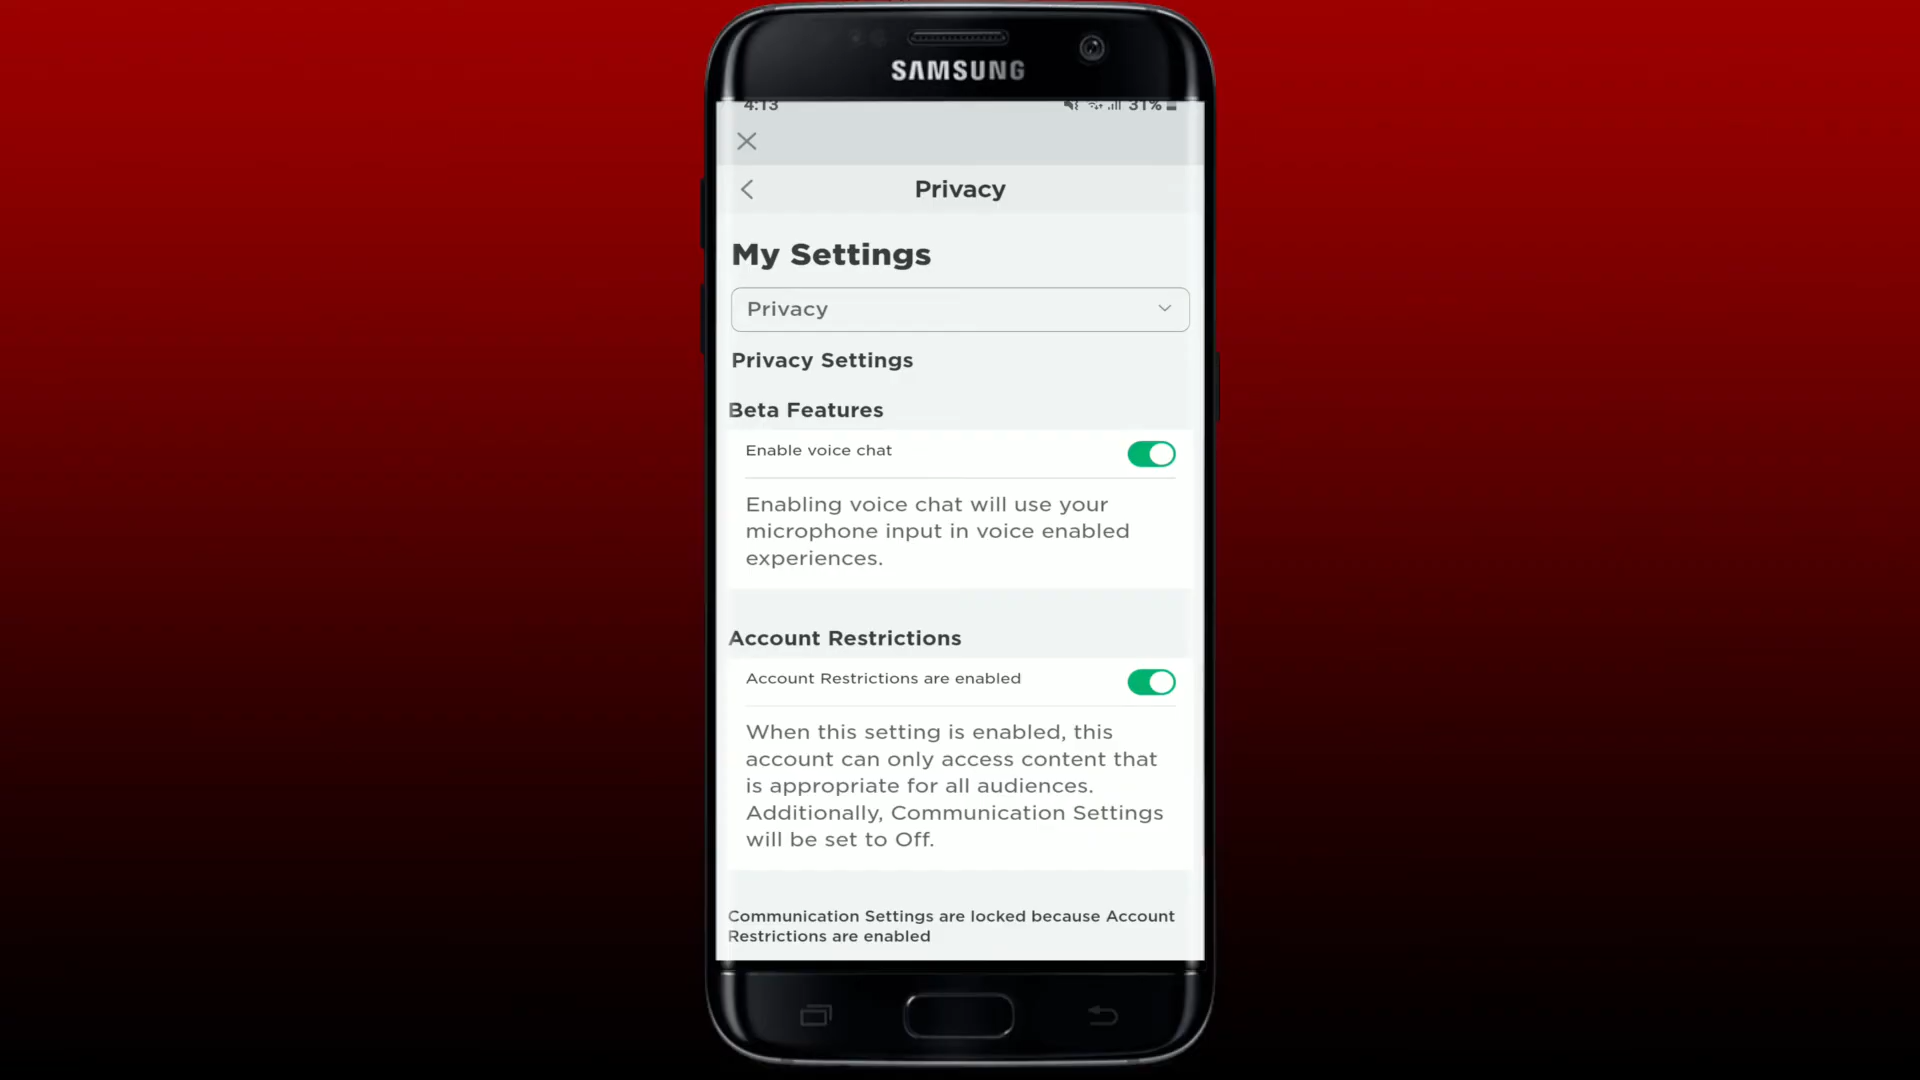 SAMSUNG
4:13
31%
Privacy
My Settings
Privacy
Privacy Settings
Beta Features
Enable voice chat
Enabling voice chat will use your
microphone input in voice enabled
experiences.
Account Restrictions
Account Restrictions are enabled
When this setting is enabled, this
account can only access content that
is appropriate for all audiences.
Additionally, Communication Settings
will be set to Off.
Communication Settings are locked because Account
Restrictions are enabled